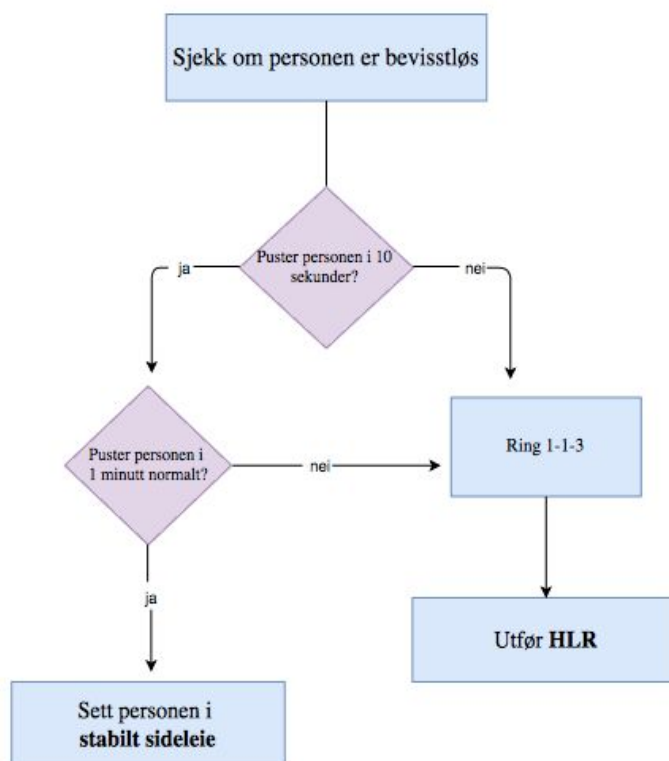 Sjekk om personen er bevisstløs
Puster personen i 10
sekunder?
ja
nei
Puster personen i
1 minutt normalt?
nei
Ring 1-1-3
ja
Utfør HLR
Sett personen i
stabilt sideleie